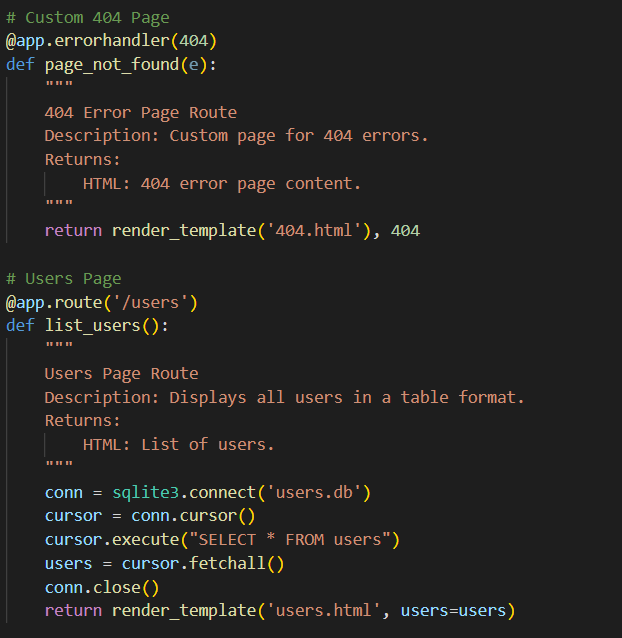 # Custom 404 Page
@app.errorhandler(404)
def page_not_found(e):
    """
    404 Error Page Route
    Description: Custom page for 404 errors.
    Returns:
        HTML: 404 error page content.
    """
    return render_template('404.html'), 404

# Users Page
@app.route('/users')
def list_users():
    """
    Users Page Route
    Description: Displays all users in a table format.
    Returns:
        HTML: List of users.
    """
    conn = sqlite3.connect('users.db')
    cursor = conn.cursor()
    cursor.execute("SELECT * FROM users")
    users = cursor.fetchall()
    conn.close()
    return render_template('users.html', users=users)